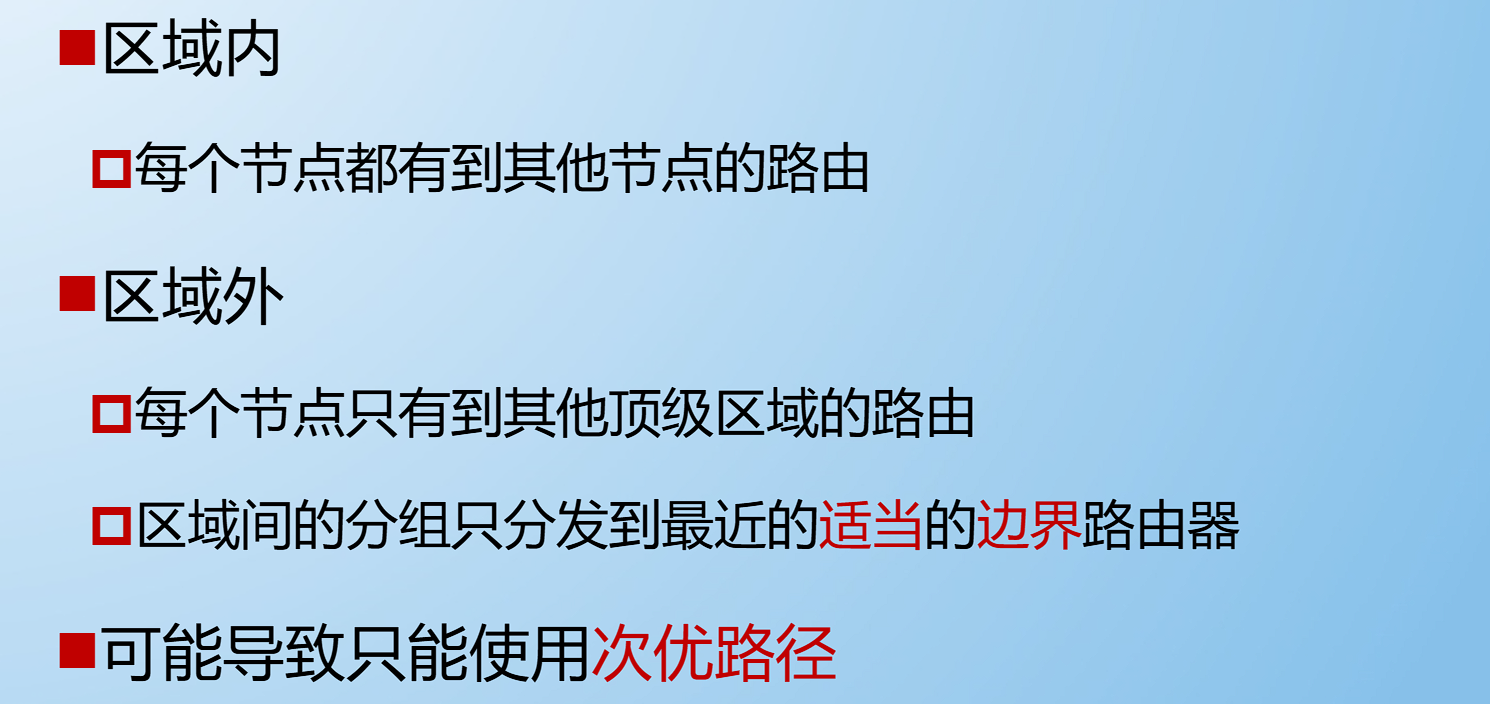 区域内
每个节点都有到其他节点的路由
区域外
每个节点只有到其他顶级区域的路由
区域间的分组只分发到最近的适当的边界路由器
可能导致只能使用次优路径